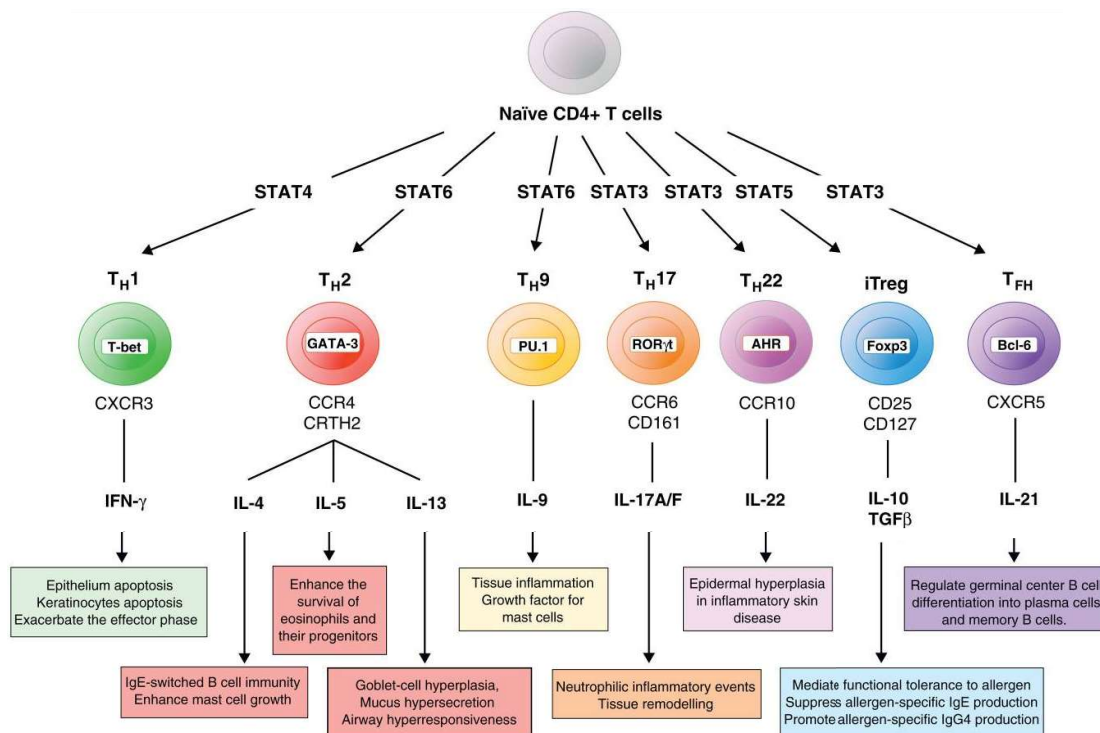 Naïve CD4+ T cells
STAT4 STAT6 STAT6 STAT3 STAT3 STAT5 STAT3
TH1 TH2 TH9 TH17 TH22 iTreg TFH
T-bet GATA-3 PU.1 RORγt AHR Foxp3 Bcl-6
CXCR3 CCR4 CCR6 CCR10 CD25 CXCR5
CRTH2 CD161 CD127
IFN-γ IL-4 IL-5 IL-13 IL-9 IL-17A/F IL-22 IL-10 IL-21
TGFβ
Epithelium apoptosis
Keratinocytes apoptosis
Exacerbate the effector phase
Enhance the
survival of
eosinophils and
their progenitors
Tissue inflammation
Growth factor for
mast cells
Epidermal hyperplasia
in inflammatory skin
disease
Regulate germinal center B cell
differentiation into plasma cells
and memory B cells.
IgE-switched B cell immunity
Enhance mast cell growth
Goblet-cell hyperplasia,
Mucus hypersecretion
Airway hyperresponsiveness
Neutrophilic inflammatory events
Tissue remodelling
Mediate functional tolerance to allergen
Suppress allergen-specific IgE production
Promote allergen-specific IgG4 production